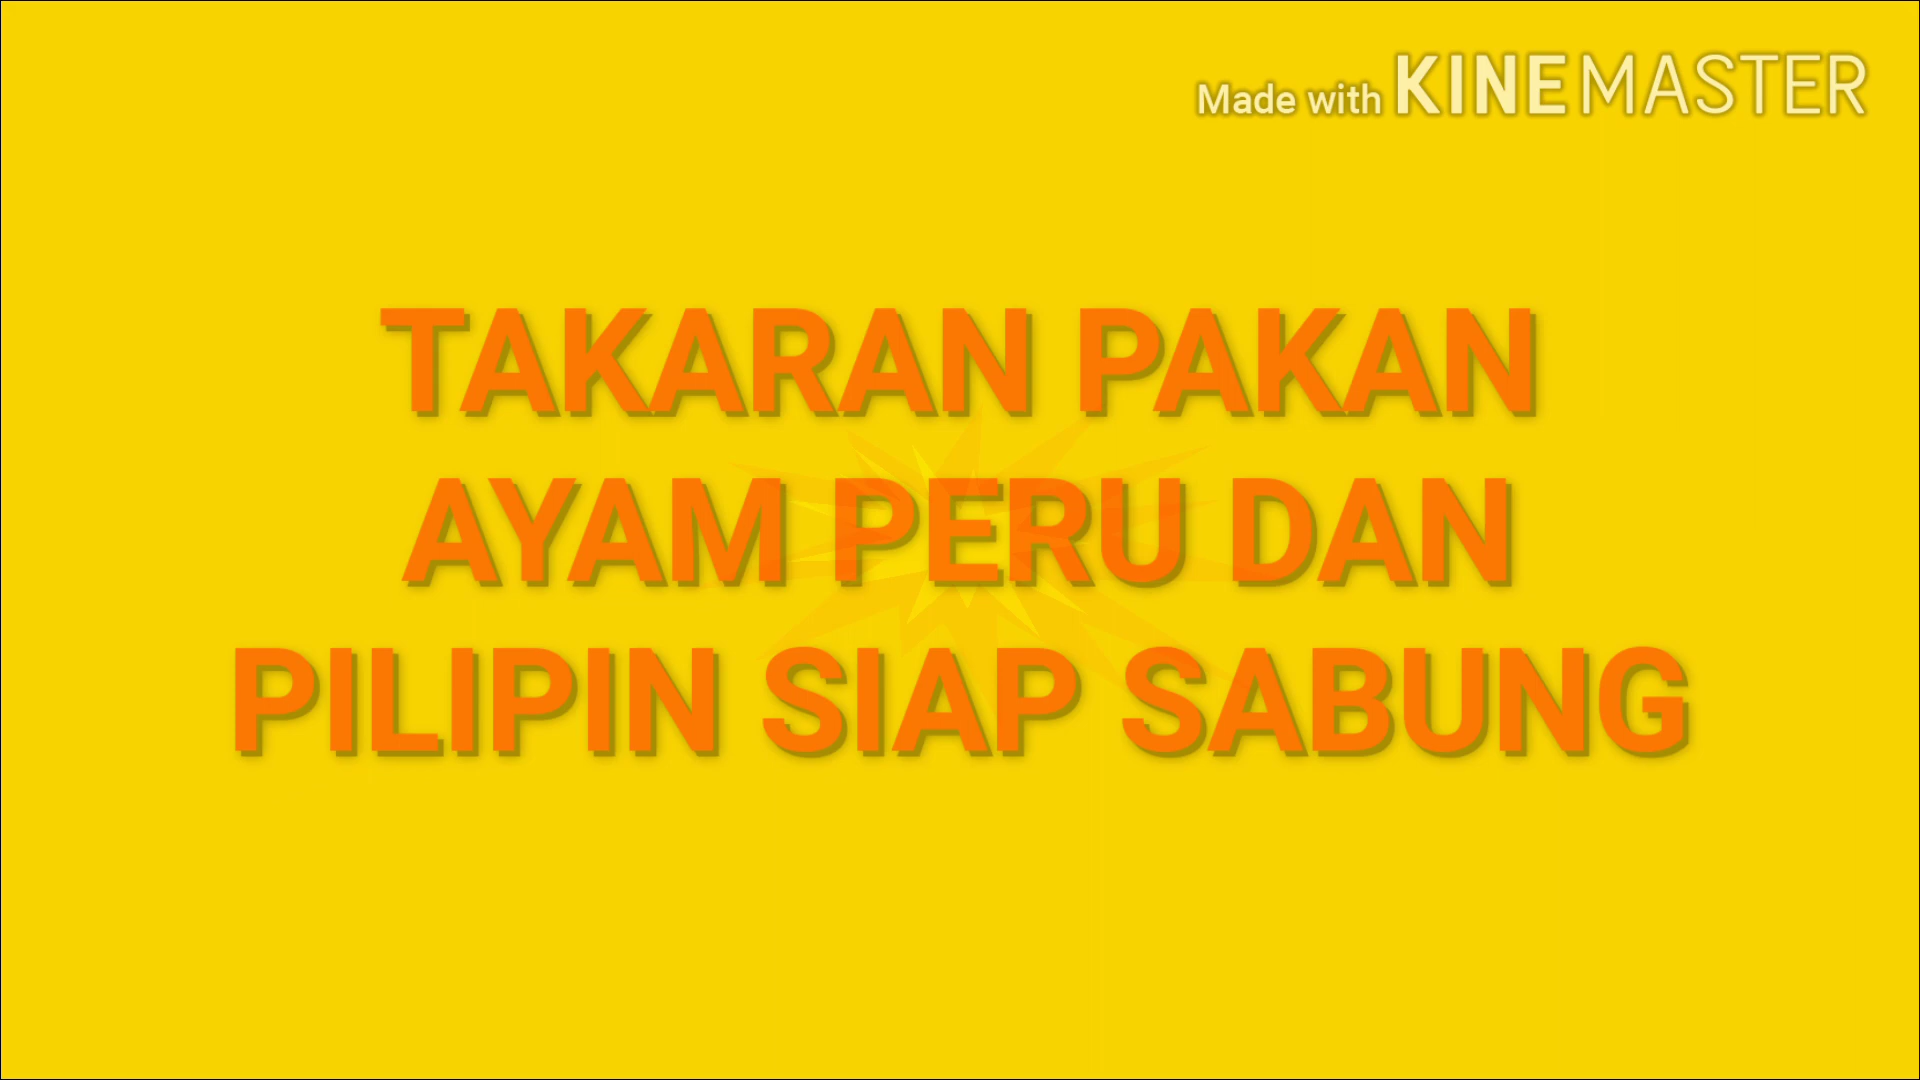 Made with KINEMASTER
TAKARAN PAKAN
AYAM PERU DAN
PILIPIN SIAP SABUNG